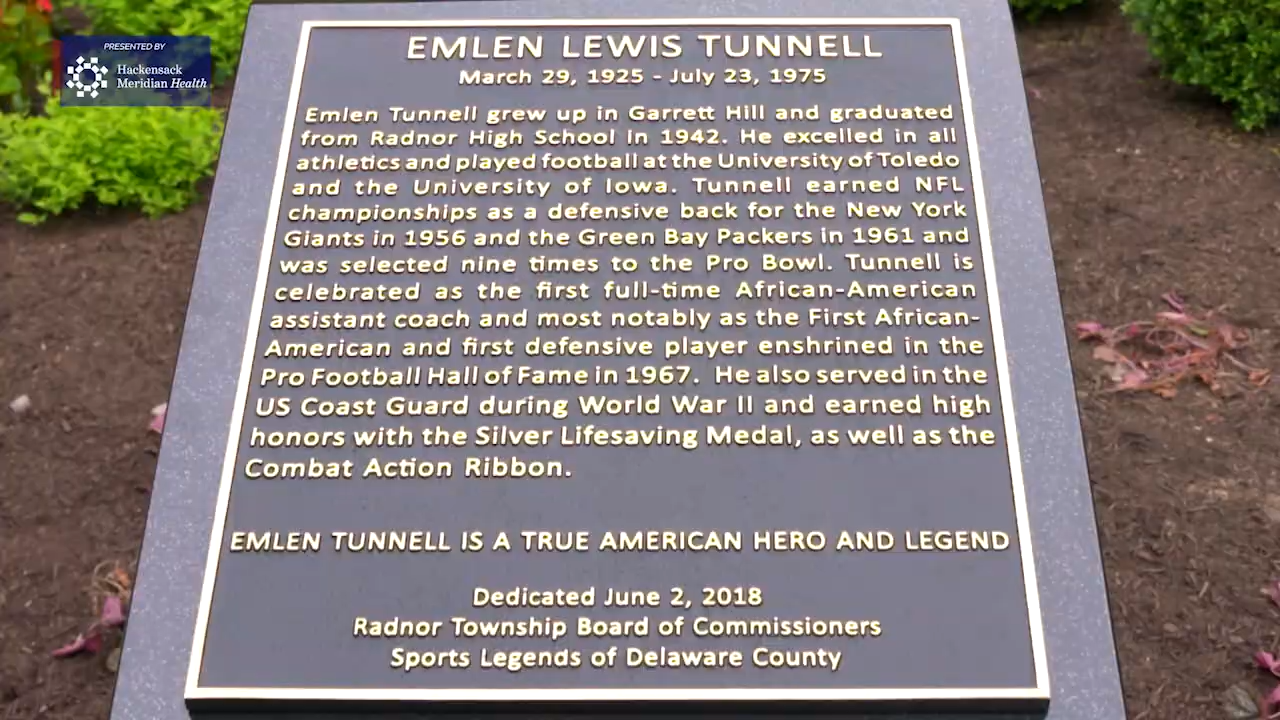 PRESENTED BY
Hackensack
Meridian Health
EMLEN LEWIS TUNNELL
March 29, 1925 - July 23, 1975
Emlen Tunnell grew up in Garrett Hill and graduated
from Radnor High School in 1942. He excelled in all
athletics and played football at the University of Toledo
and the University of Iowa. Tunnell earned NFL
championships as a defensive back for the New York
Giants in 1956 and the Green Bay Packers in 1961 and
was selected nine times to the Pro Bowl. Tunnell is
celebrated as the first full-time African-American
assistant coach and most notably as the First African-
American and first defensive player enshrined in the
Pro Football Hall of Fame in 1967. He also served in the
US Coast Guard during World War II and earned high
honors with the Silver Lifesaving Medal, as well as the
Combat Action Ribbon.
EMLEN TUNNELL IS A TRUE AMERICAN HERO AND LEGEND
Dedicated June 2, 2018
Radnor Township Board of Commissioners
Sports Legends of Delaware County